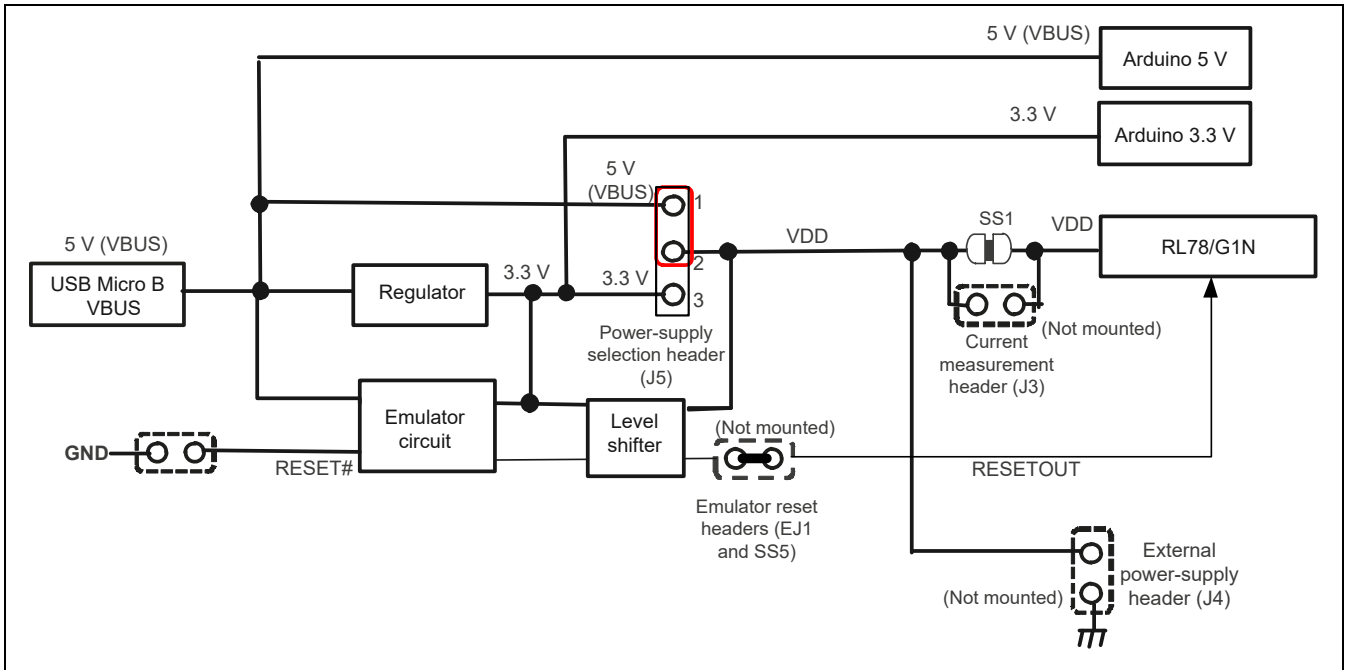 5 V (VBUS)
Arduino 5 V
3.3 V
Arduino 3.3 V
5 V
(VBUS)
1
2
3
SS1
VDD
VDD
RL78/G1N
5 V (VBUS)
USB Micro B
VBUS
Regulator
3.3 V
3.3 V
(Not mounted)
Current
measurement
header (J3)
Power-supply
selection header
(J5)
Emulator
circuit
Level
shifter
(Not mounted)
GND
RESET#
RESETOUT
Emulator reset
headers (EJ1
and SS5)
External
power-supply
header (J4)
(Not mounted)